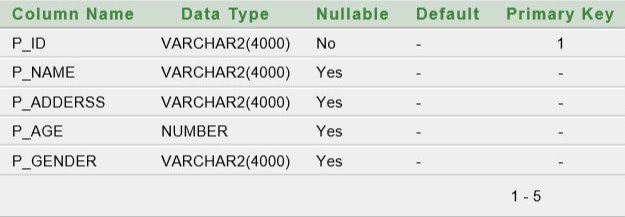 Column Name Data Type Nullable Default Primary Key
P_ID VARCHAR2(4000) No - 1
P_NAME VARCHAR2(4000) Yes - -
P_ADDERSS VARCHAR2(4000) Yes - -
P_AGE NUMBER Yes - -
P_GENDER VARCHAR2(4000) Yes - -
1 - 5